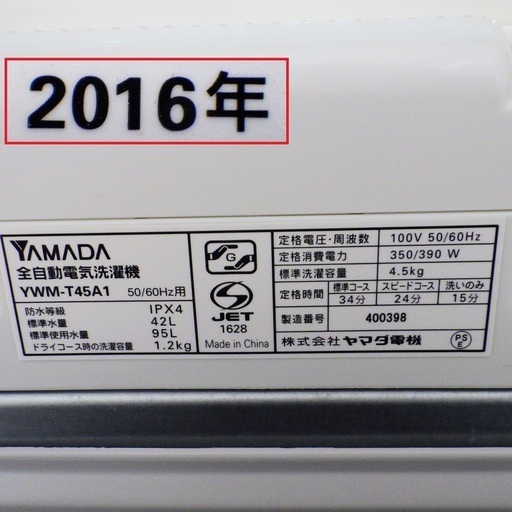 2016年
YAMADA
全自動電気洗濯機
YWM-T45A1 50/60Hz用
防水等級 IPX4
標準水量 42L
標準使用水量 95L
ドライコース時の洗濯容量 1.2kg
G
JET
1628
Made in China
定格電圧・周波数 100V 50/60Hz
定格消費電力 350/390 W
標準洗濯容量 4.5kg
定格時間 標準コース 34分 スピードコース 24分 洗いのみ 15分
製造番号 400398
株式会社 ヤマダ電機 PS E